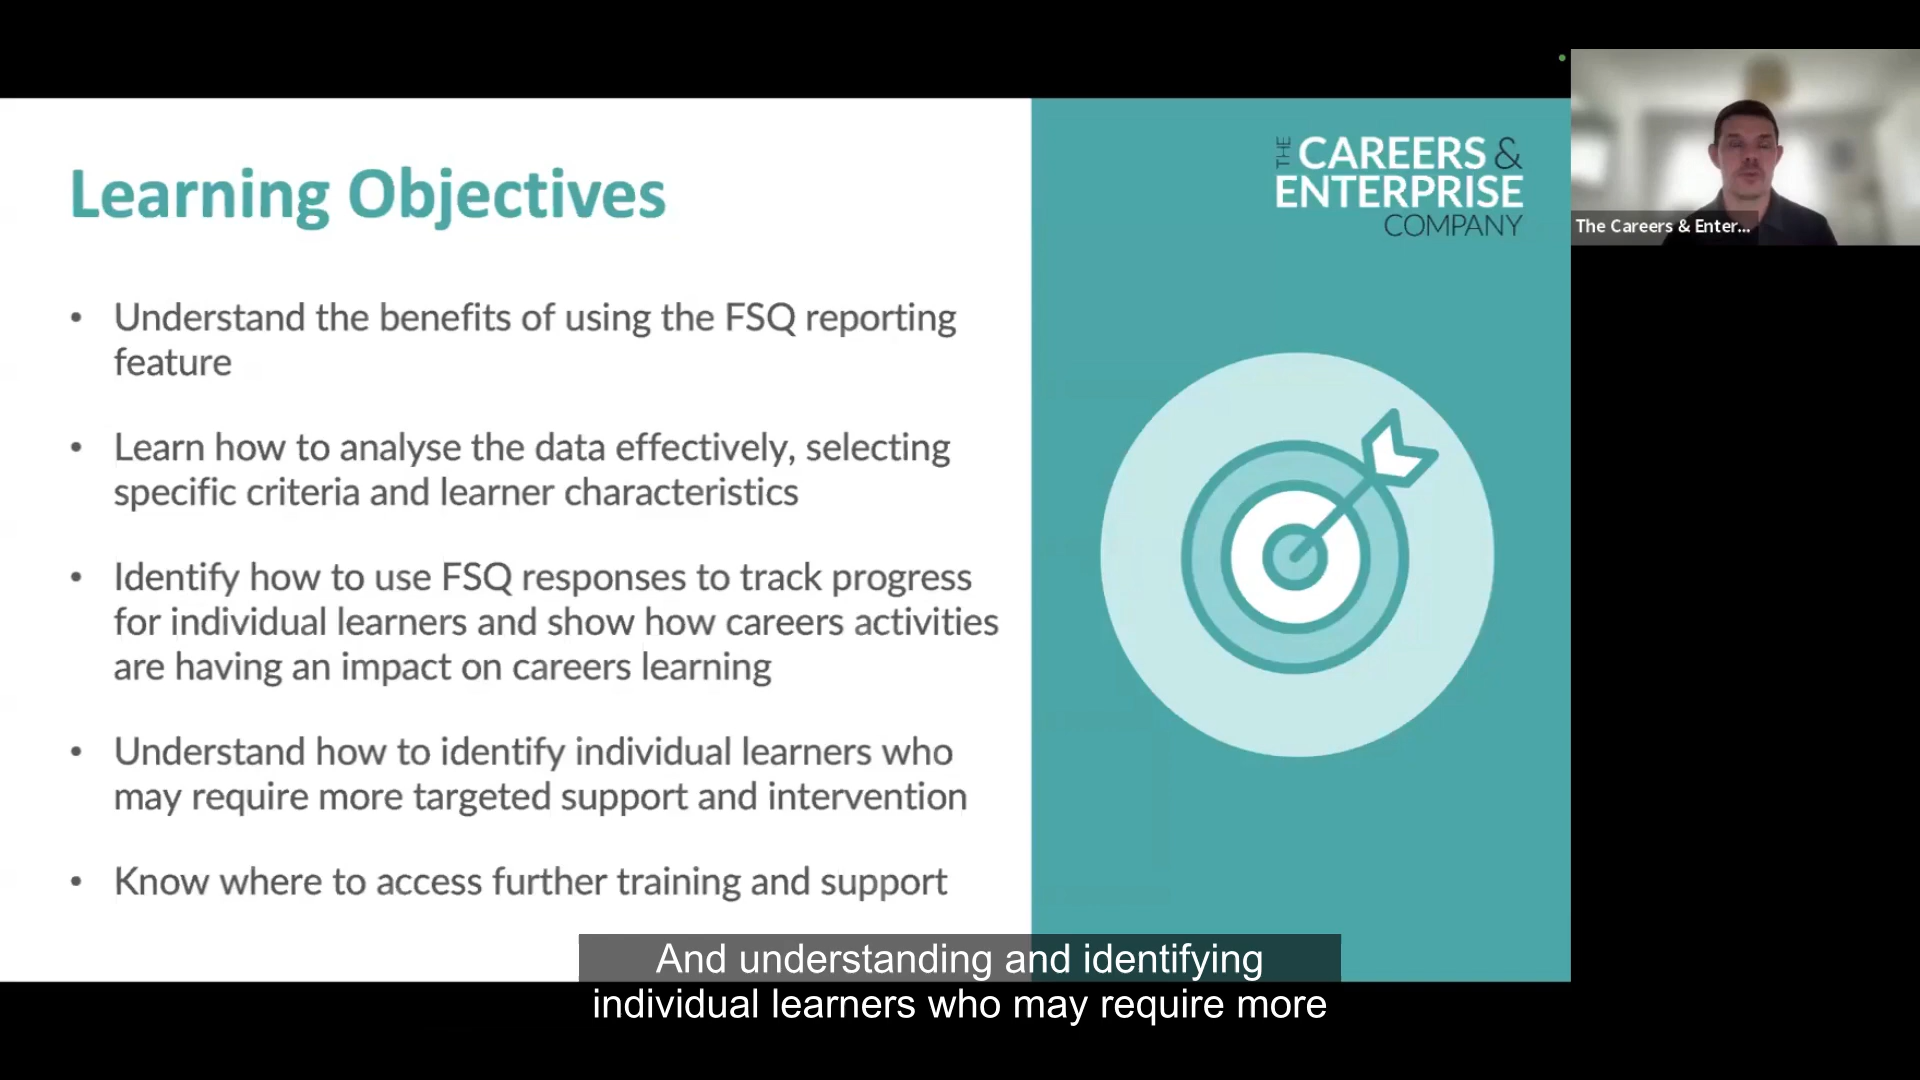 Learning Objectives
• Understand the benefits of using the FSQ reporting
feature
• Learn how to analyse the data effectively, selecting
specific criteria and learner characteristics
• Identify how to use FSQ responses to track progress
for individual learners and show how careers activities
are having an impact on careers learning
• Understand how to identify individual learners who
may require more targeted support and intervention
• Know where to access further training and support
THE CAREERS &
ENTERPRISE
COMPANY
The Careers & Enter...
And understanding and identifying
individual learners who may require more